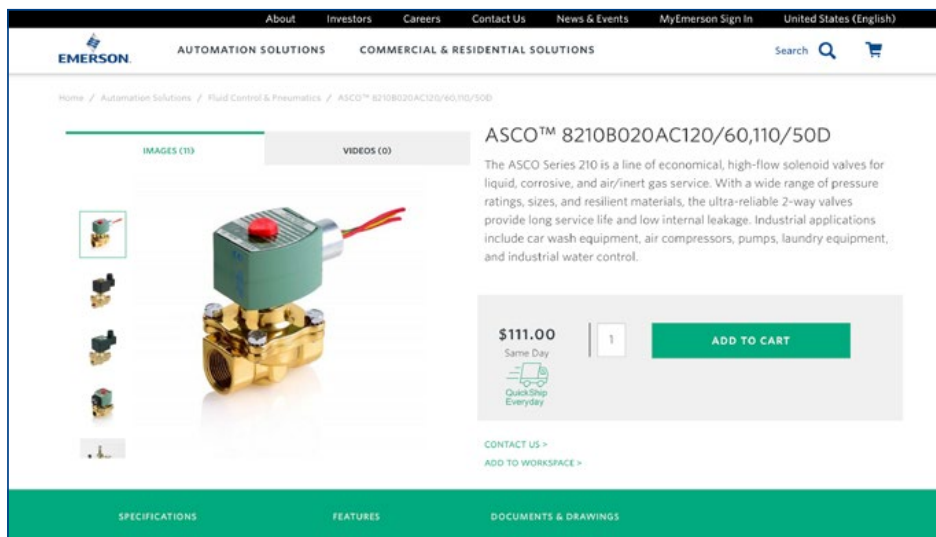 About Investors Careers Contact Us News & Events MyEmerson Sign In United States (English)
EMERSON. AUTOMATION SOLUTIONS COMMERCIAL & RESIDENTIAL SOLUTIONS Search
Home / Automation Solutions / Fluid Control & Pneumatics / ASCO™ 8210B020AC120/60,110/50D
IMAGES (11) VIDEOS (0)
ASCO™ 8210B020AC120/60,110/50D
The ASCO Series 210 is a line of economical, high-flow solenoid valves for
liquid, corrosive, and air/inert gas service. With a wide range of pressure
ratings, sizes, and resilient materials, the ultra-reliable 2-way valves
provide long service life and low internal leakage. Industrial applications
include car wash equipment, air compressors, pumps, laundry equipment,
and industrial water control.
$111.00 1 ADD TO CART
Same Day
QuickShip
Everyday
CONTACT US >
ADD TO WORKSPACE >
SPECIFICATIONS FEATURES DOCUMENTS & DRAWINGS